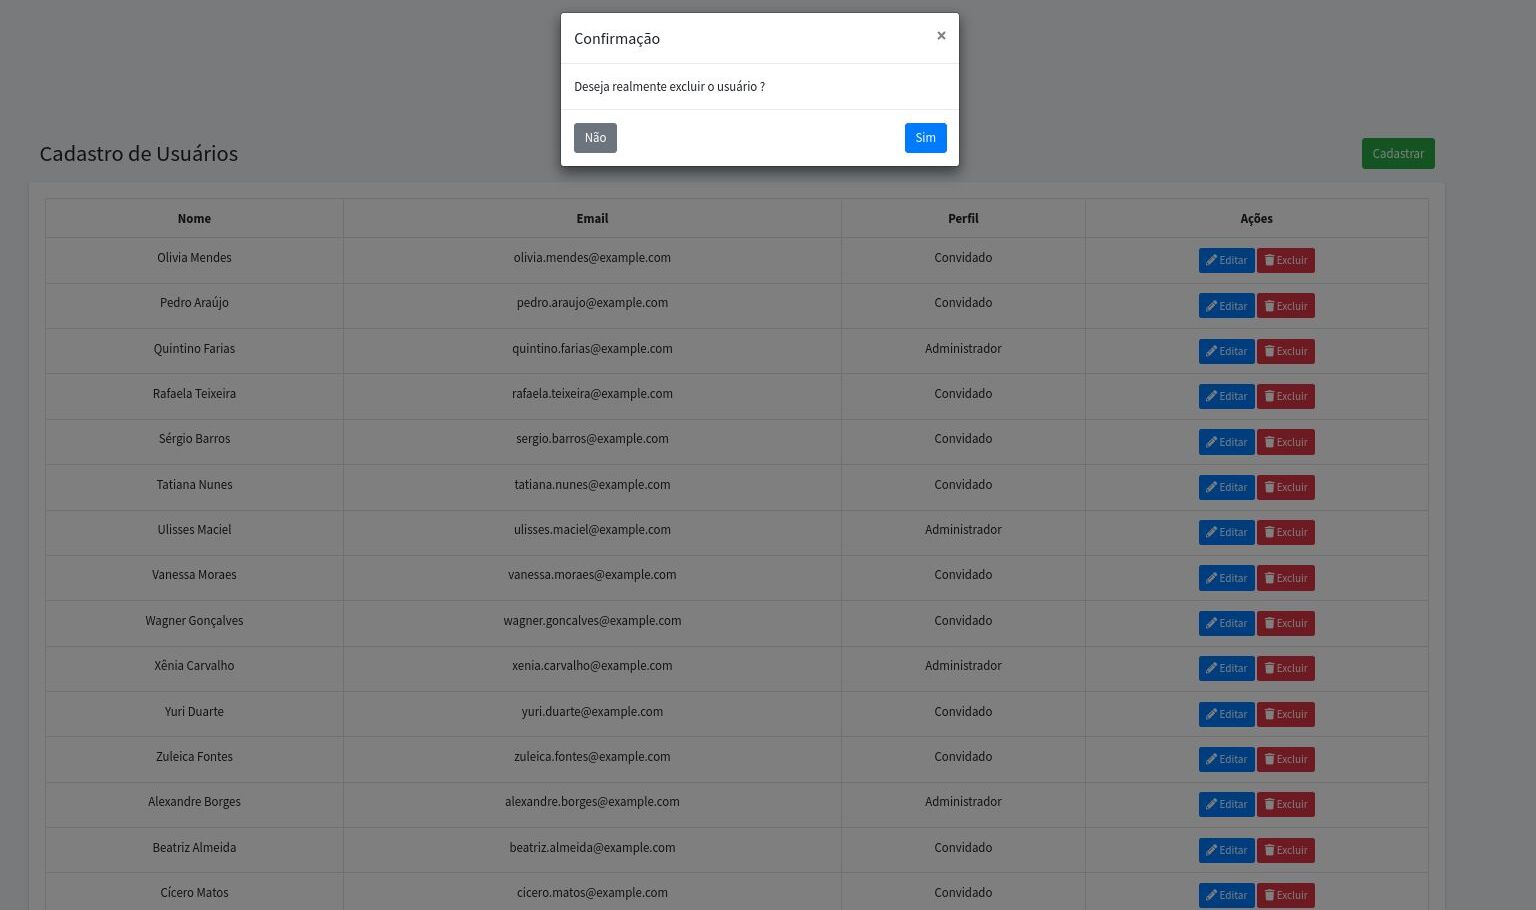 Confirmação ×
Deseja realmente excluir o usuário ?
Não Sim
Cadastro de Usuários Cadastrar
Nome Email Perfil Ações
Olivia Mendes olivia.mendes@example.com Convidado Editar Excluir
Pedro Araújo pedro.araujo@example.com Convidado Editar Excluir
Quintino Farias quintino.farias@example.com Administrador Editar Excluir
Rafaela Teixeira rafaela.teixeira@example.com Convidado Editar Excluir
Sérgio Barros sergio.barros@example.com Convidado Editar Excluir
Tatiana Nunes tatiana.nunes@example.com Convidado Editar Excluir
Ulisses Maciel ulisses.maciel@example.com Administrador Editar Excluir
Vanessa Moraes vanessa.moraes@example.com Convidado Editar Excluir
Wagner Gonçalves wagner.goncalves@example.com Convidado Editar Excluir
Xênia Carvalho xenia.carvalho@example.com Administrador Editar Excluir
Yuri Duarte yuri.duarte@example.com Convidado Editar Excluir
Zuleica Fontes zuleica.fontes@example.com Convidado Editar Excluir
Alexandre Borges alexandre.borges@example.com Administrador Editar Excluir
Beatriz Almeida beatriz.almeida@example.com Convidado Editar Excluir
Cícero Matos cicero.matos@example.com Convidado Editar Excluir